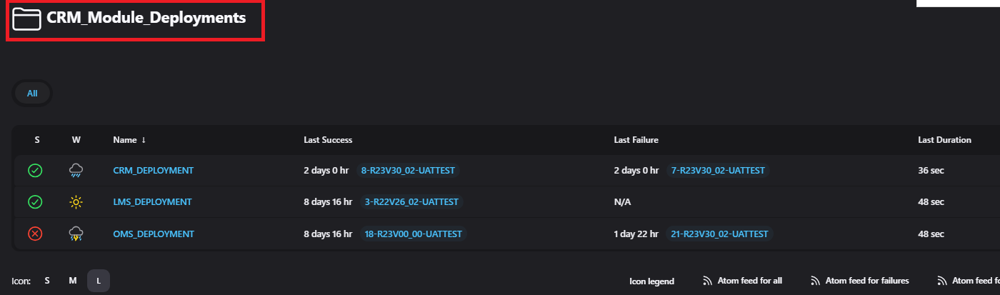 CRM_Module_Deployments
All
S W Name ↓ Last Success Last Failure Last Duration
CRM_DEPLOYMENT 2 days 0 hr 8-R23V30_02-UATTEST 2 days 0 hr 7-R23V30_02-UATTEST 36 sec
LMS_DEPLOYMENT 8 days 16 hr 3-R22V26_02-UATTEST N/A 48 sec
OMS_DEPLOYMENT 8 days 16 hr 18-R23V00_00-UATTEST 1 day 22 hr 21-R23V30_02-UATTEST 48 sec
Icon: S M L Icon legend Atom feed for all Atom feed for failures Atom feed